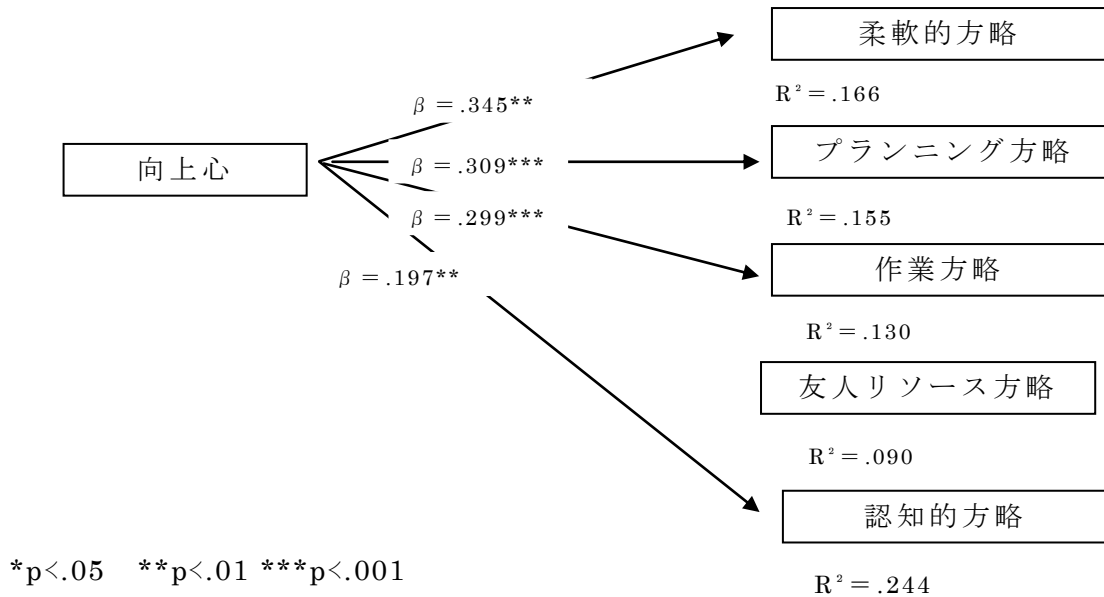 柔軟的方略
R²=.166
β=.345**
プランニング方略
向上心
β=.309***
R²=.155
β=.299***
作業方略
β=.197**
R²=.130
友人リソース方略
R²=.090
認知的方略
*p<.05 **p<.01 ***p<.001
R²=.244